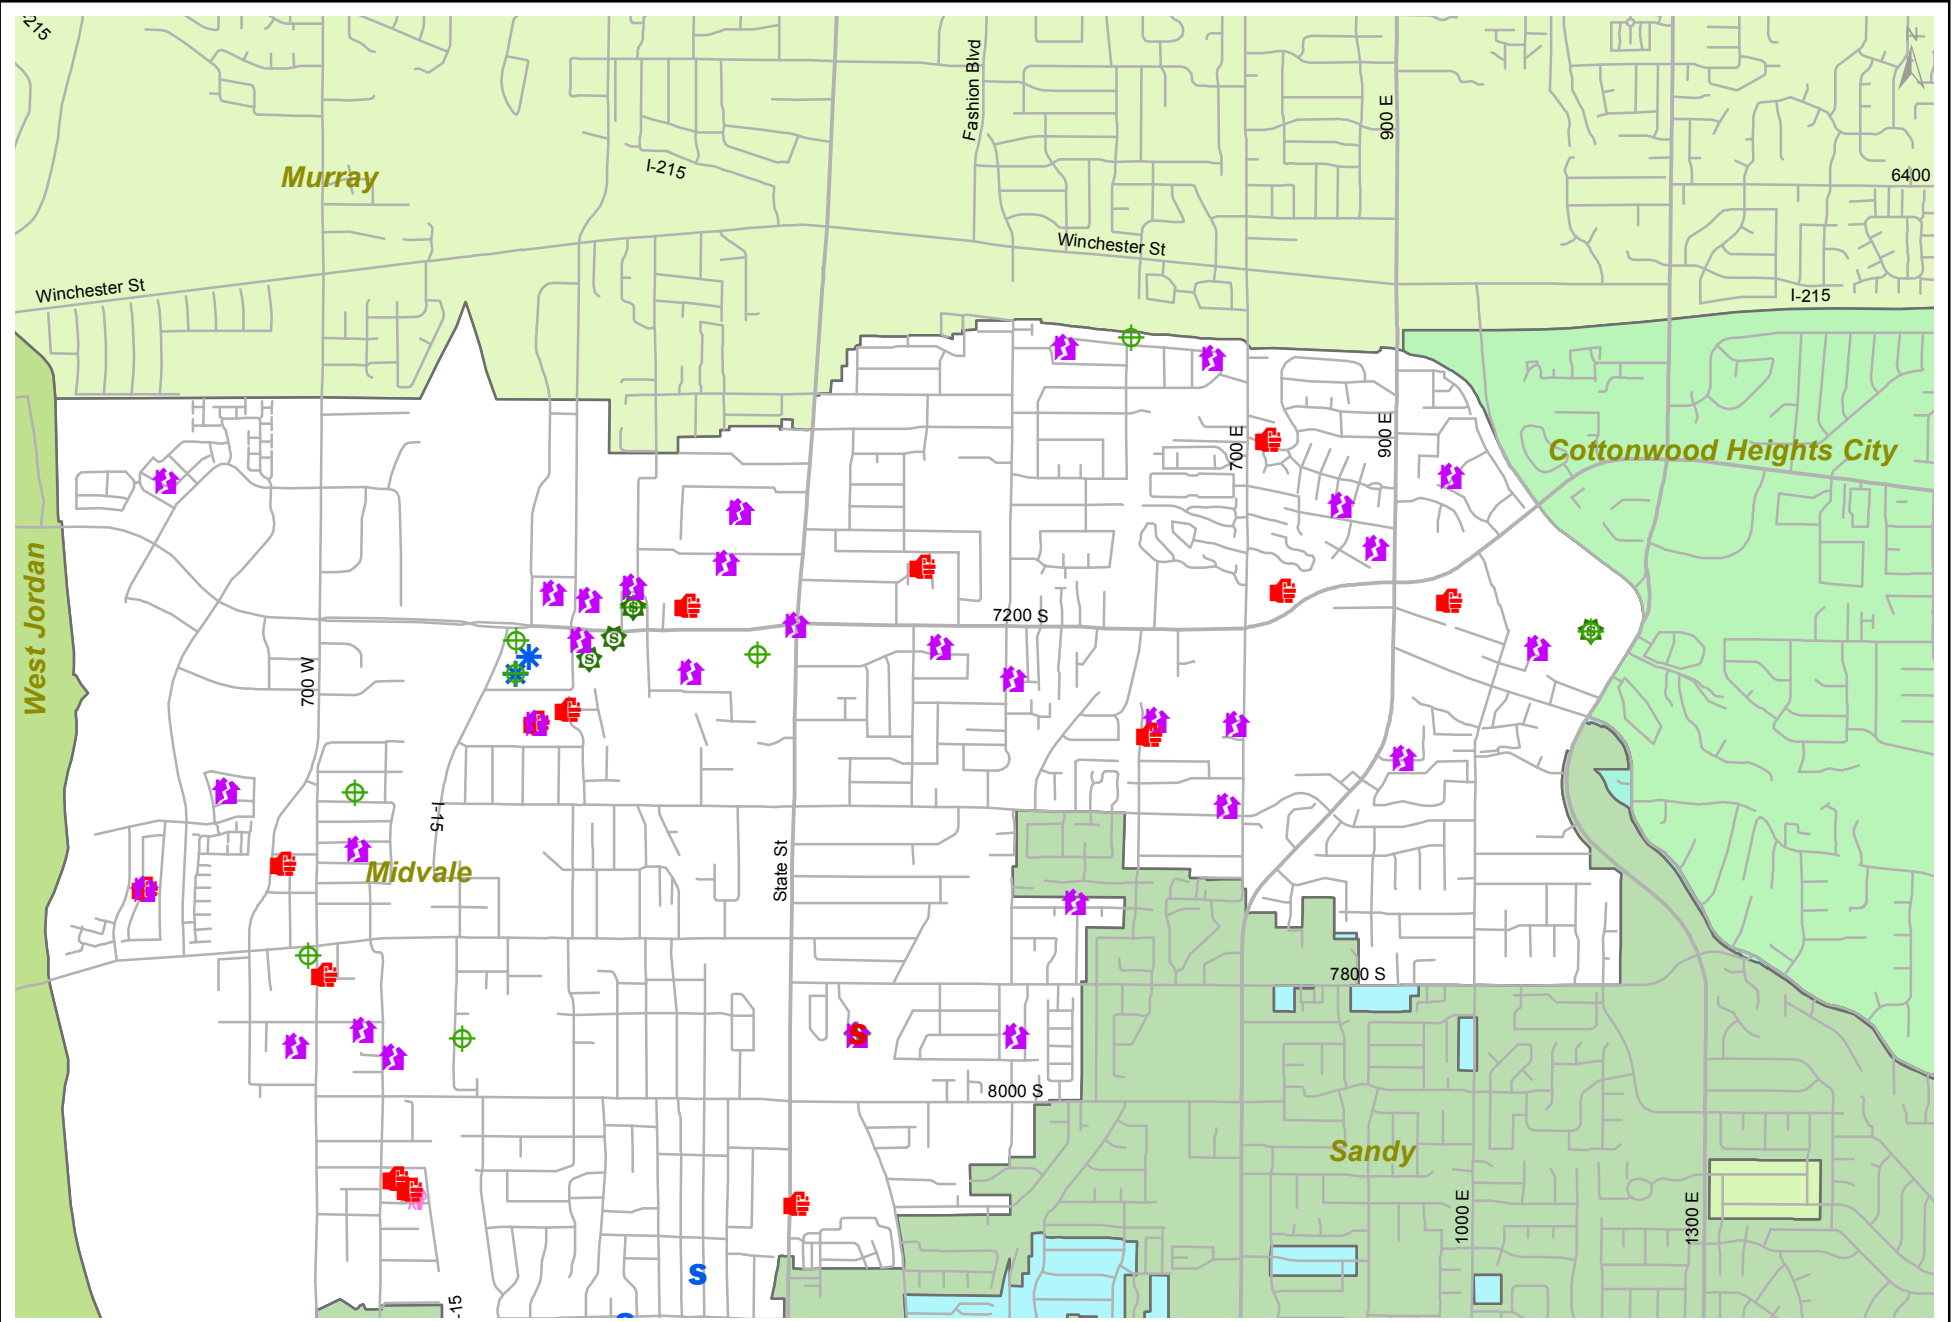 -215
N
Fashion Blvd
900 E
Murray
I-215
6400
Winchester St
Winchester St
I-215
700 E
900 E
Cottonwood Heights City
West Jordan
7200 S
S
S
S
700 W
I-15
State St
Midvale
7800 S
S
8000 S
Sandy
1000 E
1300 E
S
-15